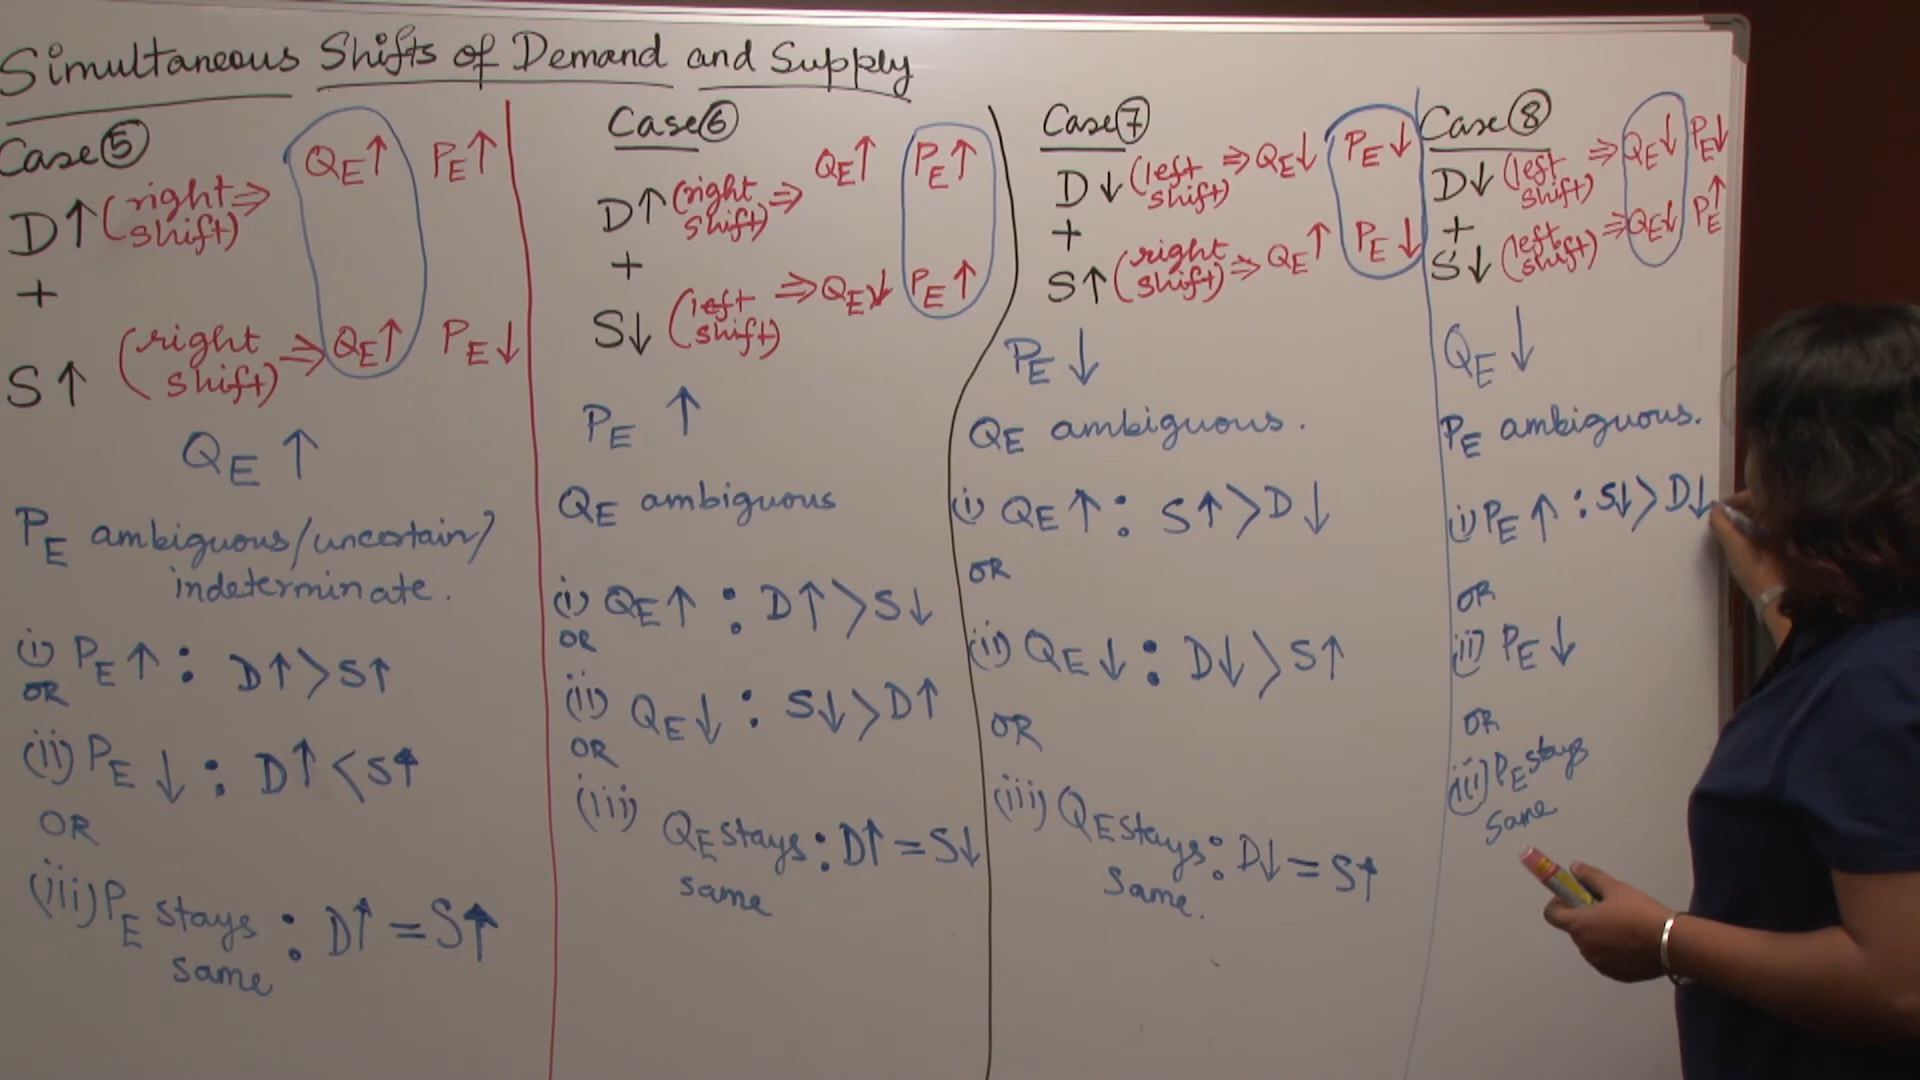 Simultaneous Shifts of Demand and Supply
Case ⑤
D↑ (right shift) ⇒ QE↑ PE↑
+
S↑ (right shift) ⇒ QE↑ PE↓
QE ↑
PE ambiguous/uncertain/
indeterminate.
(i) PE↑ : D↑ > S↑
OR
(ii) PE ↓ : D↑ < S↑
OR
(iii) PE stays : D↑ = S↑
same
Case ⑥
D↑ (right shift) ⇒ QE↑ PE↑
+
S↓ (left shift) ⇒ QE↓ PE↑
PE ↑
QE ambiguous
(i) QE↑ : D↑ > S↓
OR
(ii) QE↓ : S↓ > D↑
OR
(iii) QE stays : D↑ = S↓
same
Case ⑦
D↓ (left shift) ⇒ QE↓ PE↓
+
S↑ (right shift) ⇒ QE↑ PE↓
PE ↓
QE ambiguous.
(i) QE↑ : S↑ > D↓
OR
(ii) QE↓ : D↓ > S↑
OR
(iii) QE stays : D↓ = S↑
same.
Case ⑧
D↓ (left shift) ⇒ QE↓ PE↓
+
S↓ (left shift) ⇒ QE↓ PE↑
QE ↓
PE ambiguous.
(i) PE↑ : S↓ > D↓
OR
(ii) PE↓
OR
(iii) PE stays
same